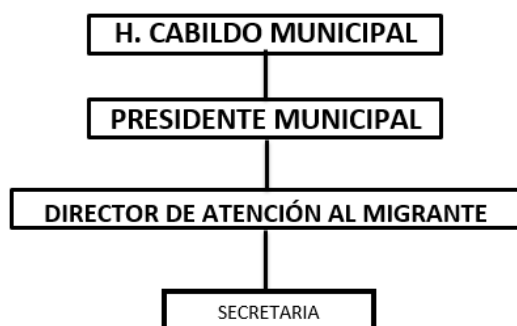 H. CABILDO MUNICIPAL
PRESIDENTE MUNICIPAL
DIRECTOR DE ATENCIÓN AL MIGRANTE
SECRETARIA